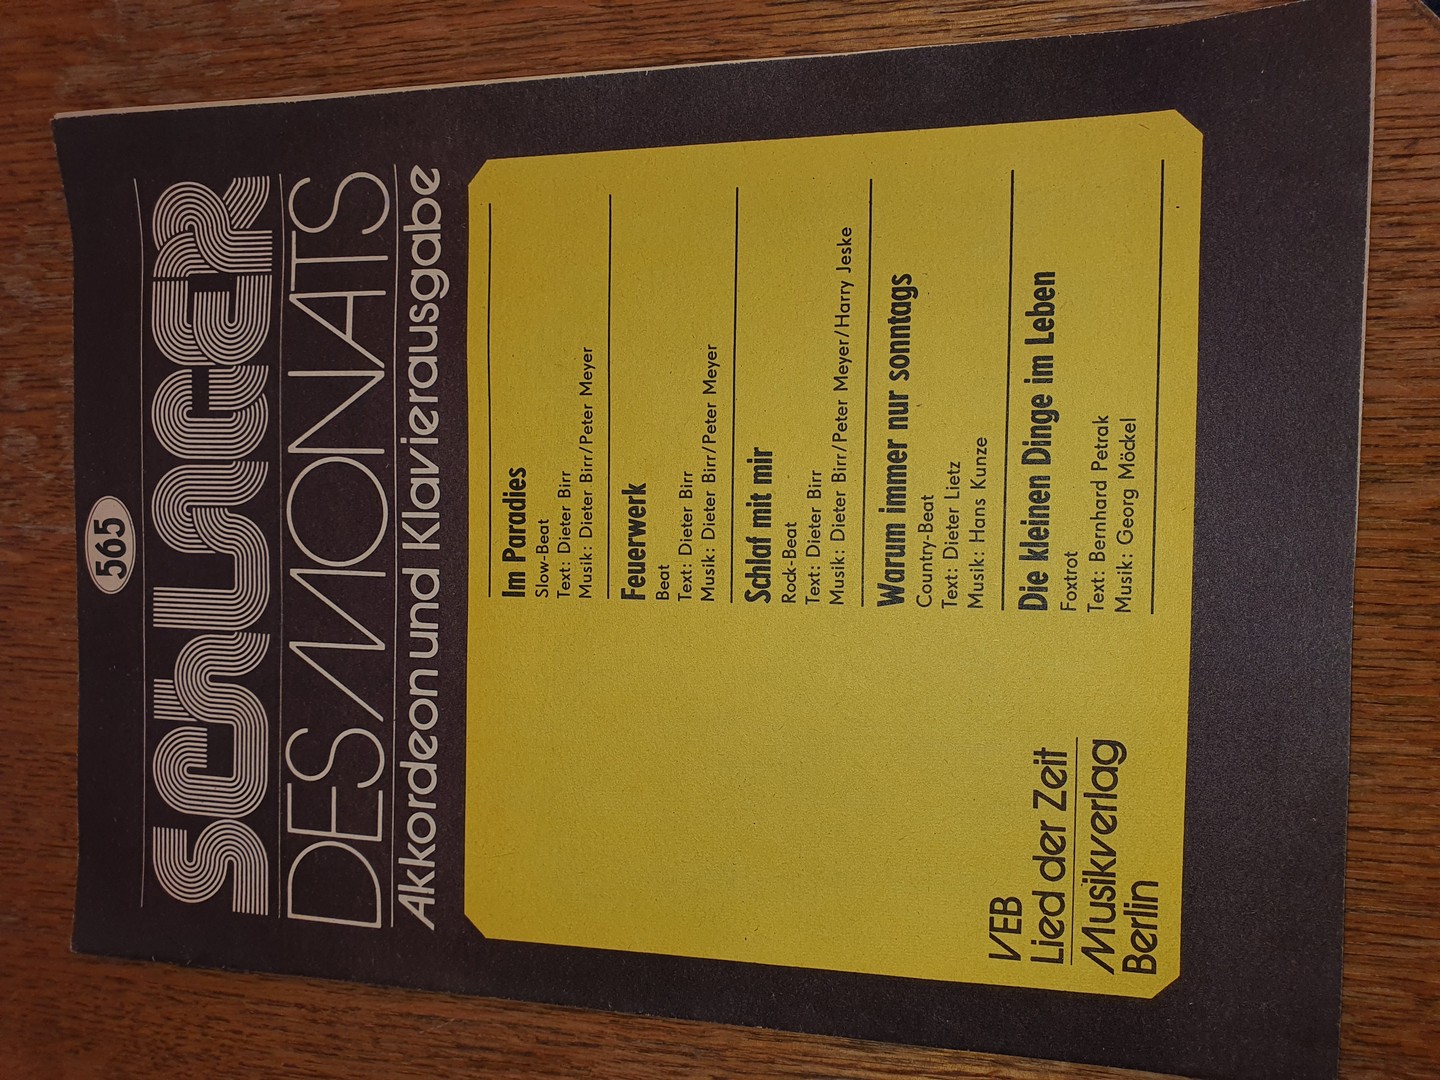 565
SCHLAGER
DES MONATS
Akkordeon und Klavierausgabe
Im Paradies
Slow-Beat
Text: Dieter Birr
Musik: Dieter Birr/Peter Meyer
Feuerwerk
Beat
Text: Dieter Birr
Musik: Dieter Birr/Peter Meyer
Schlaf mit mir
Rock-Beat
Text: Dieter Birr
Musik: Dieter Birr/Peter Meyer/Harry Jeske
Warum immer nur sonntags
Country-Beat
Text: Dieter Lietz
Musik: Hans Kunze
Die kleinen Dinge im Leben
Foxtrot
Text: Bernhard Petrak
Musik: Georg Möckel
VEB
Lied der Zeit
Musikverlag
Berlin